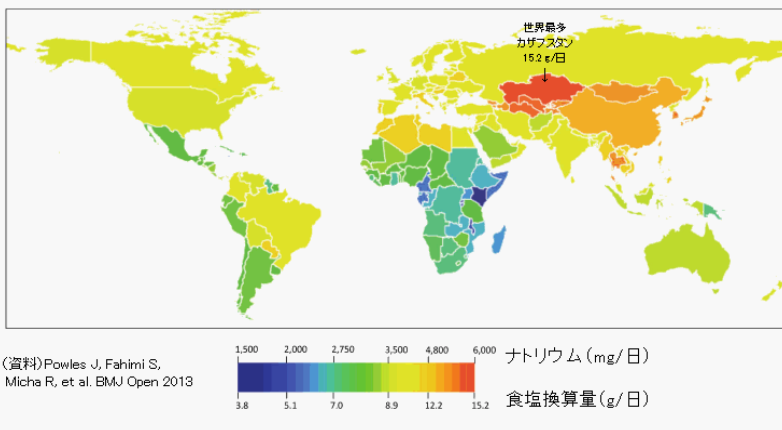 世界最多
カザフスタン
15.2g/日
(資料)Powles J, Fahimi S,
Micha R, et al. BMJ Open 2013
1,500 2,000 2,750 3,500 4,800 6,000 ナトリウム(mg/日)
3.8 5.1 7.0 8.9 12.2 15.2 食塩換算量(g/日)